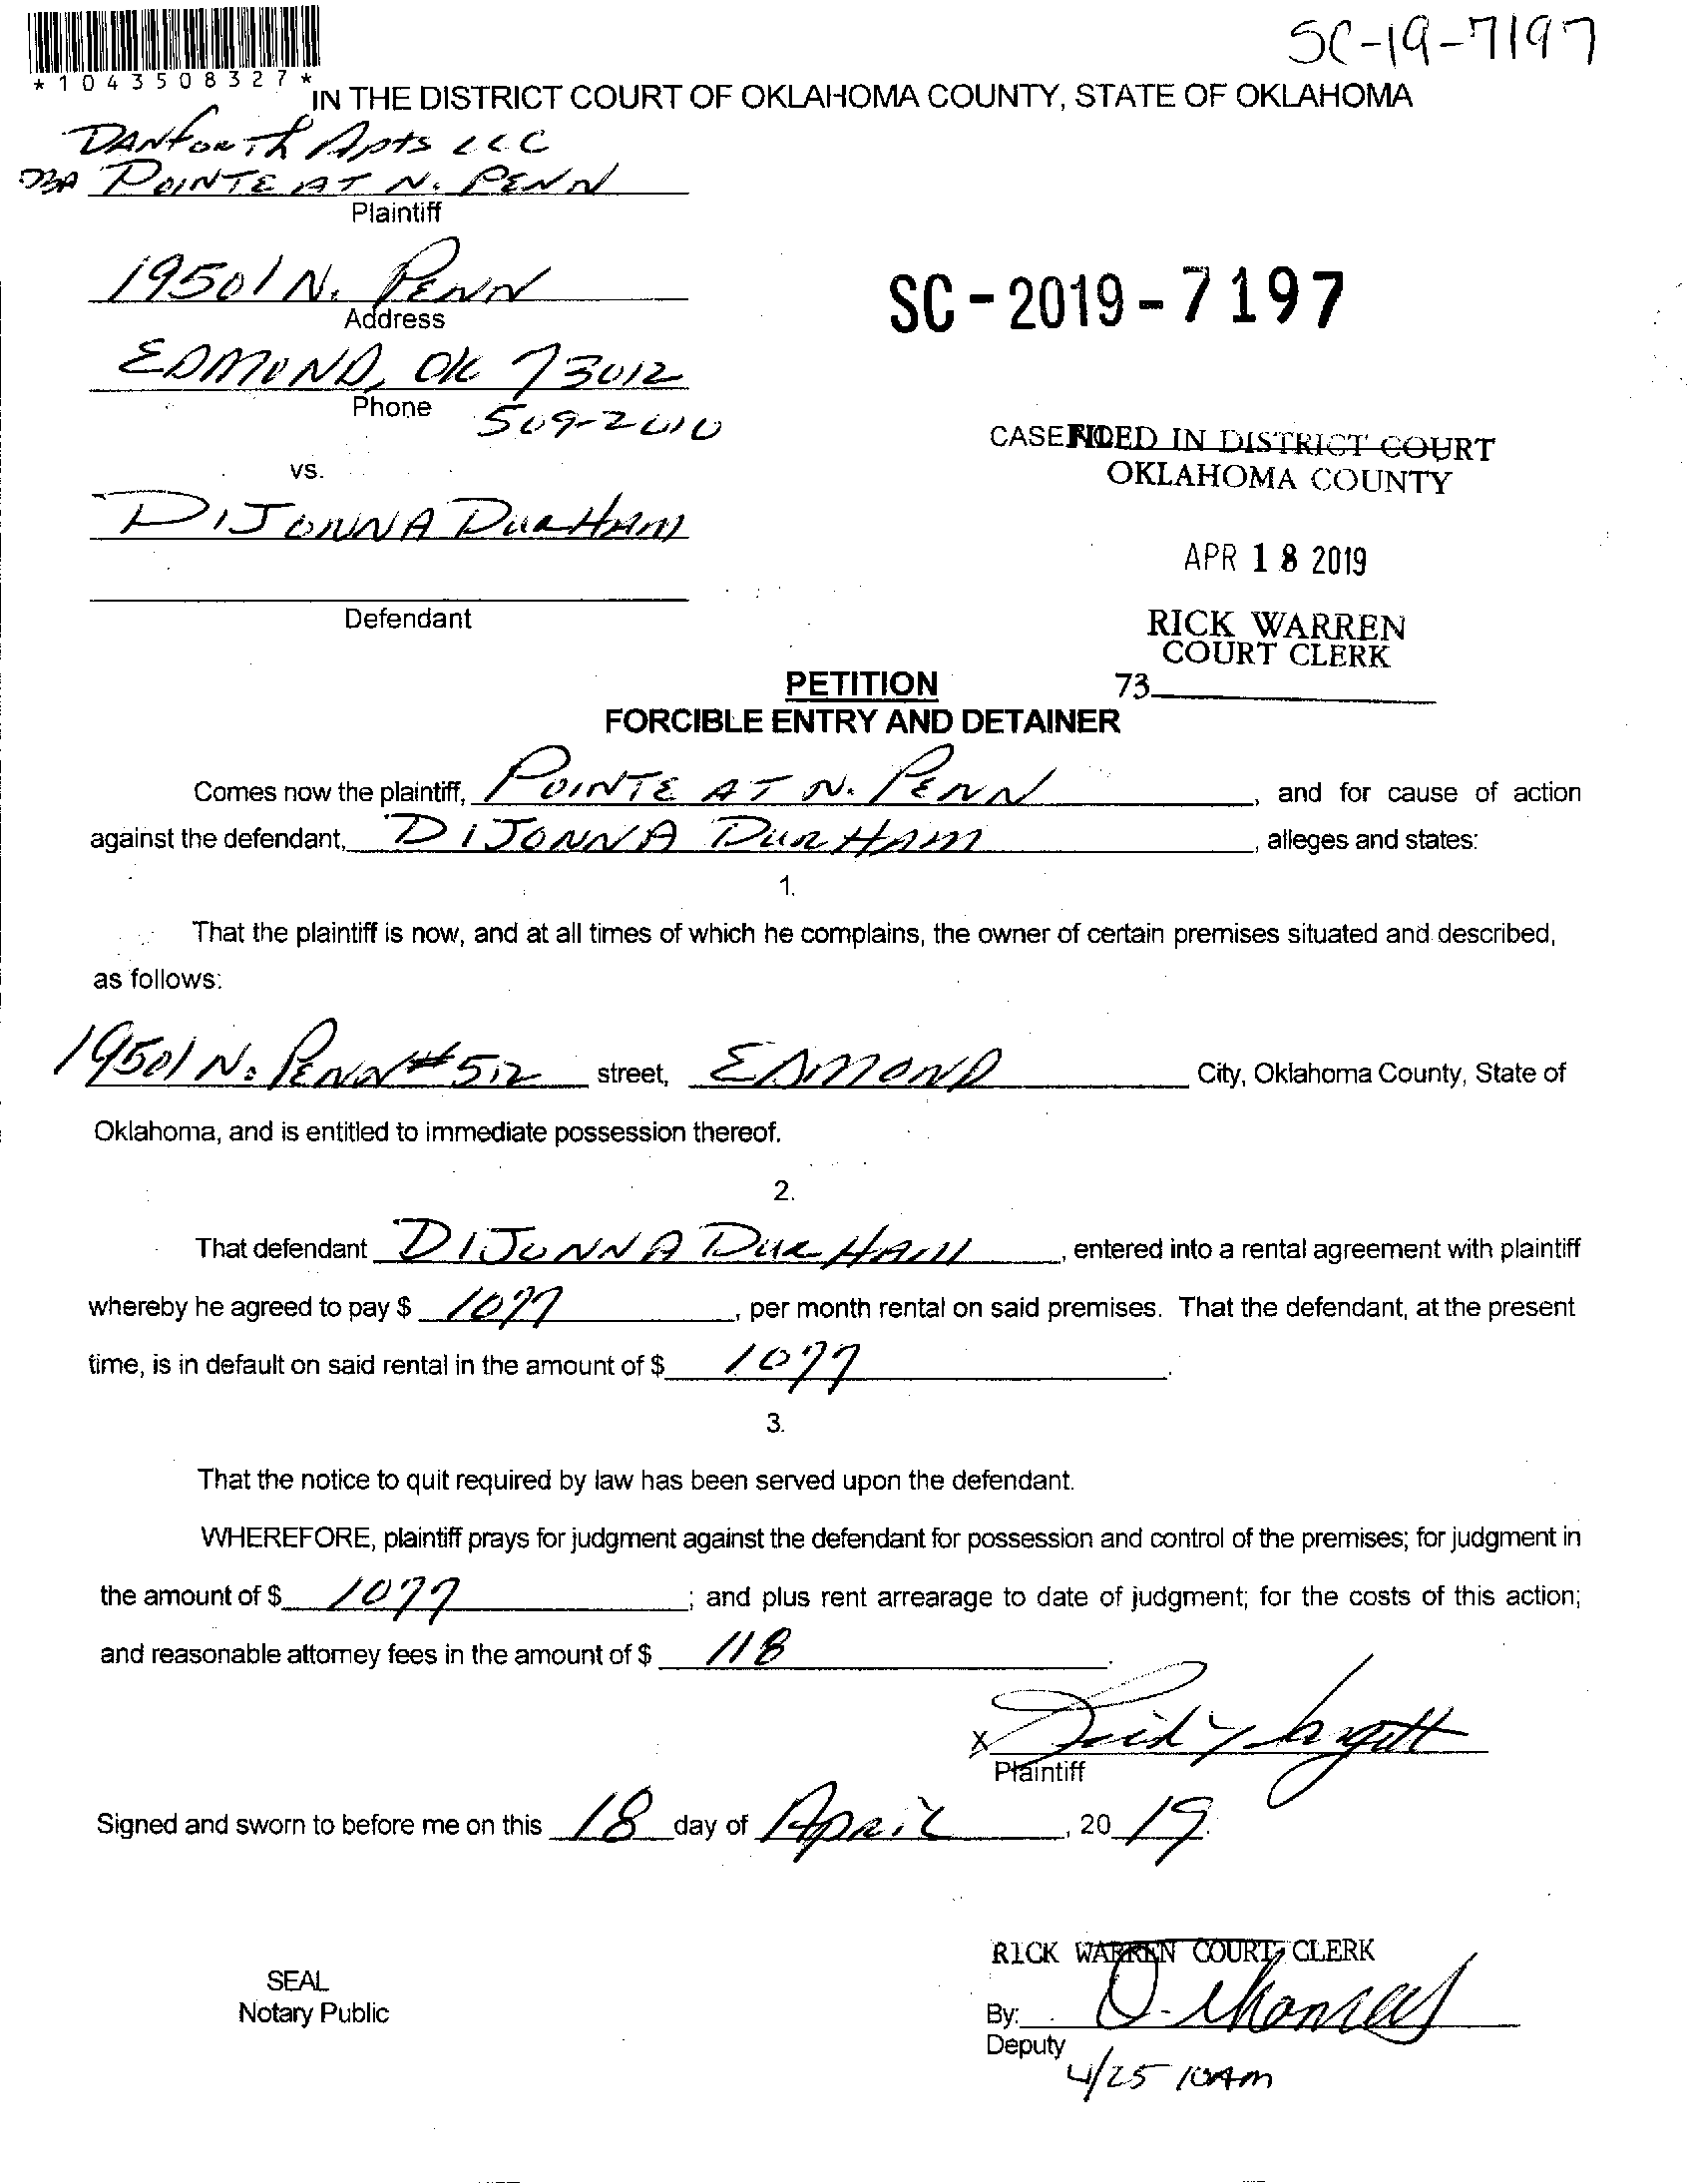 SC-19-7197
*1043508327*
IN THE DISTRICT COURT OF OKLAHOMA COUNTY, STATE OF OKLAHOMA
DANFORTH APTS LLC
DBA POINTE AT N. PENN
Plaintiff
19501 N. PENN
Address
SC-2019-7197
EDMOND, OK 73012
Phone 509-2010
CASE NO. FILED IN DISTRICT COURT
OKLAHOMA COUNTY
vs.
DIJONNA DURHAM
APR 18 2019
Defendant
RICK WARREN
COURT CLERK
73
PETITION
FORCIBLE ENTRY AND DETAINER
Comes now the plaintiff, POINTE AT N. PENN, and for cause of action
against the defendant, DIJONNA DURHAM, alleges and states:
1.
That the plaintiff is now, and at all times of which he complains, the owner of certain premises situated and described,
as follows:
19501 N. PENN #512 street, EDMOND City, Oklahoma County, State of
Oklahoma, and is entitled to immediate possession thereof.
2.
That defendant DIJONNA DURHAM, entered into a rental agreement with plaintiff
whereby he agreed to pay $ 1077, per month rental on said premises. That the defendant, at the present
time, is in default on said rental in the amount of $ 1077.
3.
That the notice to quit required by law has been served upon the defendant.
WHEREFORE, plaintiff prays for judgment against the defendant for possession and control of the premises; for judgment in
the amount of $ 1077; and plus rent arrearage to date of judgment; for the costs of this action;
and reasonable attorney fees in the amount of $ 118.
X
Plaintiff
Signed and sworn to before me on this 18 day of APRIL, 20 19.
RICK WARREN COURT CLERK
SEAL
Notary Public
By:
Deputy
4/25 10AM